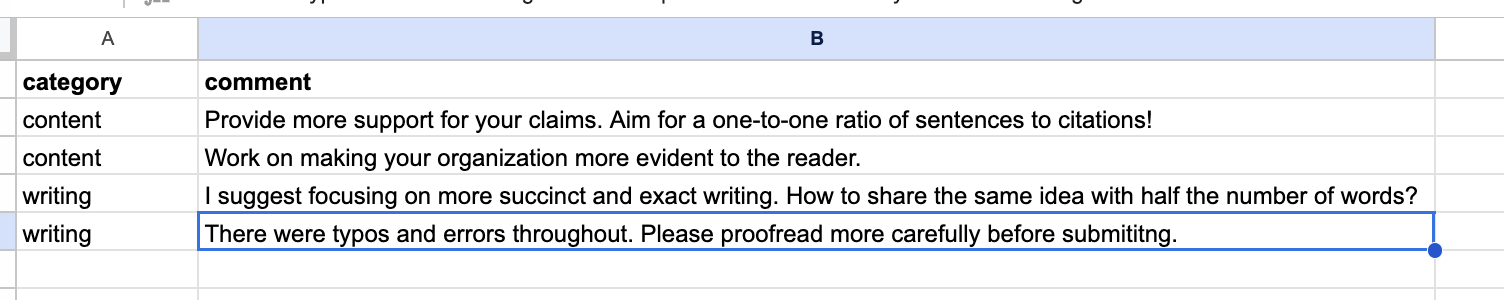 A B
category comment
content Provide more support for your claims. Aim for a one-to-one ratio of sentences to citations!
content Work on making your organization more evident to the reader.
writing I suggest focusing on more succinct and exact writing. How to share the same idea with half the number of words?
writing There were typos and errors throughout. Please proofread more carefully before submititng.